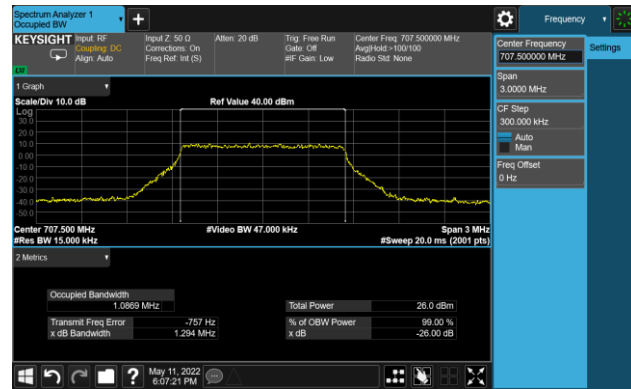 Spectrum Analyzer 1
Occupied BW
+
Frequency
KEYSIGHT
Input: RF
Coupling: DC
Align: Auto
Input Z: 50 Ω
Corrections: On
Freq Ref: Int (S)
Atten: 20 dB
Trig: Free Run
Gate: Off
#IF Gain: Low
Center Freq: 707.500000 MHz
Avg|Hold:>100/100
Radio Std: None
Center Frequency
707.500000 MHz
Settings
Span
3.0000 MHz
CF Step
300.000 kHz
Auto
Man
Freq Offset
0 Hz
1 Graph
Scale/Div 10.0 dB
Ref Value 40.00 dBm
Log
30.0
20.0
10.0
0.00
-10.0
-20.0
-30.0
-40.0
-50.0
Center 707.500 MHz
#Video BW 47.000 kHz
Span 3 MHz
#Res BW 15.000 kHz
#Sweep 20.0 ms (2001 pts)
2 Metrics
Occupied Bandwidth
1.0869 MHz
Total Power
26.0 dBm
Transmit Freq Error
-757 Hz
% of OBW Power
99.00 %
x dB Bandwidth
1.294 MHz
x dB
-26.00 dB
?
May 11, 2022
6:07:21 PM